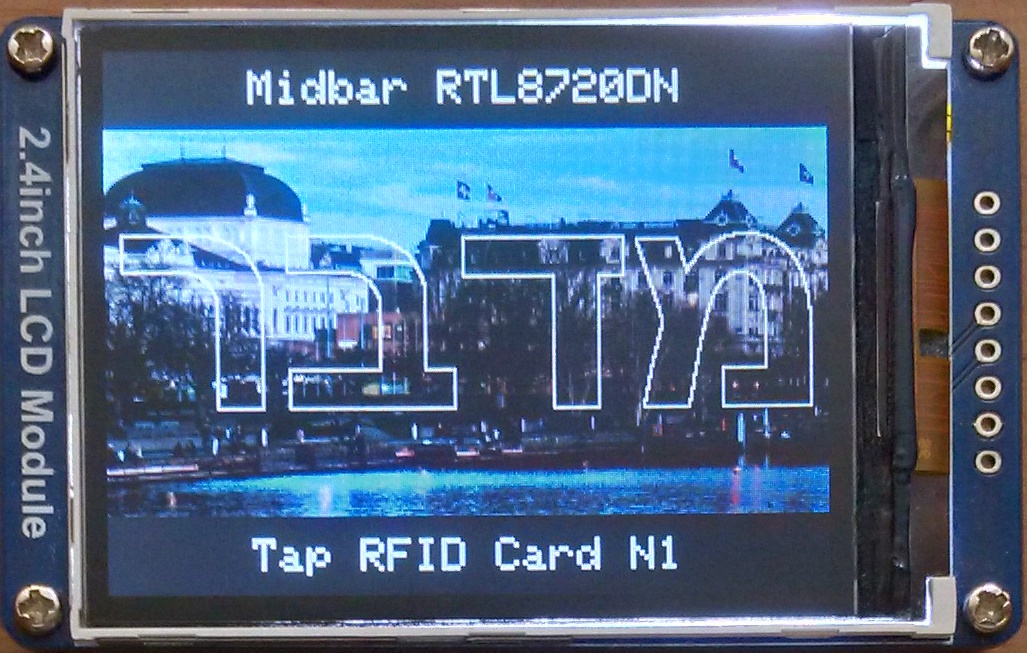 Midbar RTL8720DN
מדבר
Tap RFID Card N1
2.4inch LCD Module